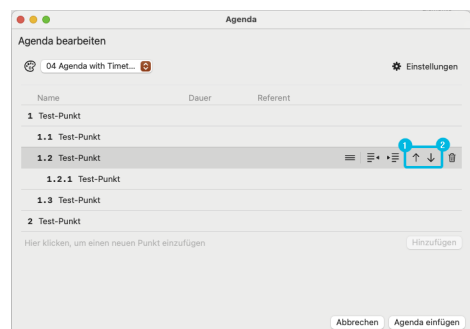 Agenda
Agenda bearbeiten
04 Agenda with Timet...
Einstellungen
Name Dauer Referent
1 Test-Punkt
1.1 Test-Punkt
1 2
1.2 Test-Punkt
1.2.1 Test-Punkt
1.3 Test-Punkt
2 Test-Punkt
Hier klicken, um einen neuen Punkt einzufügen Hinzufügen
Abbrechen Agenda einfügen